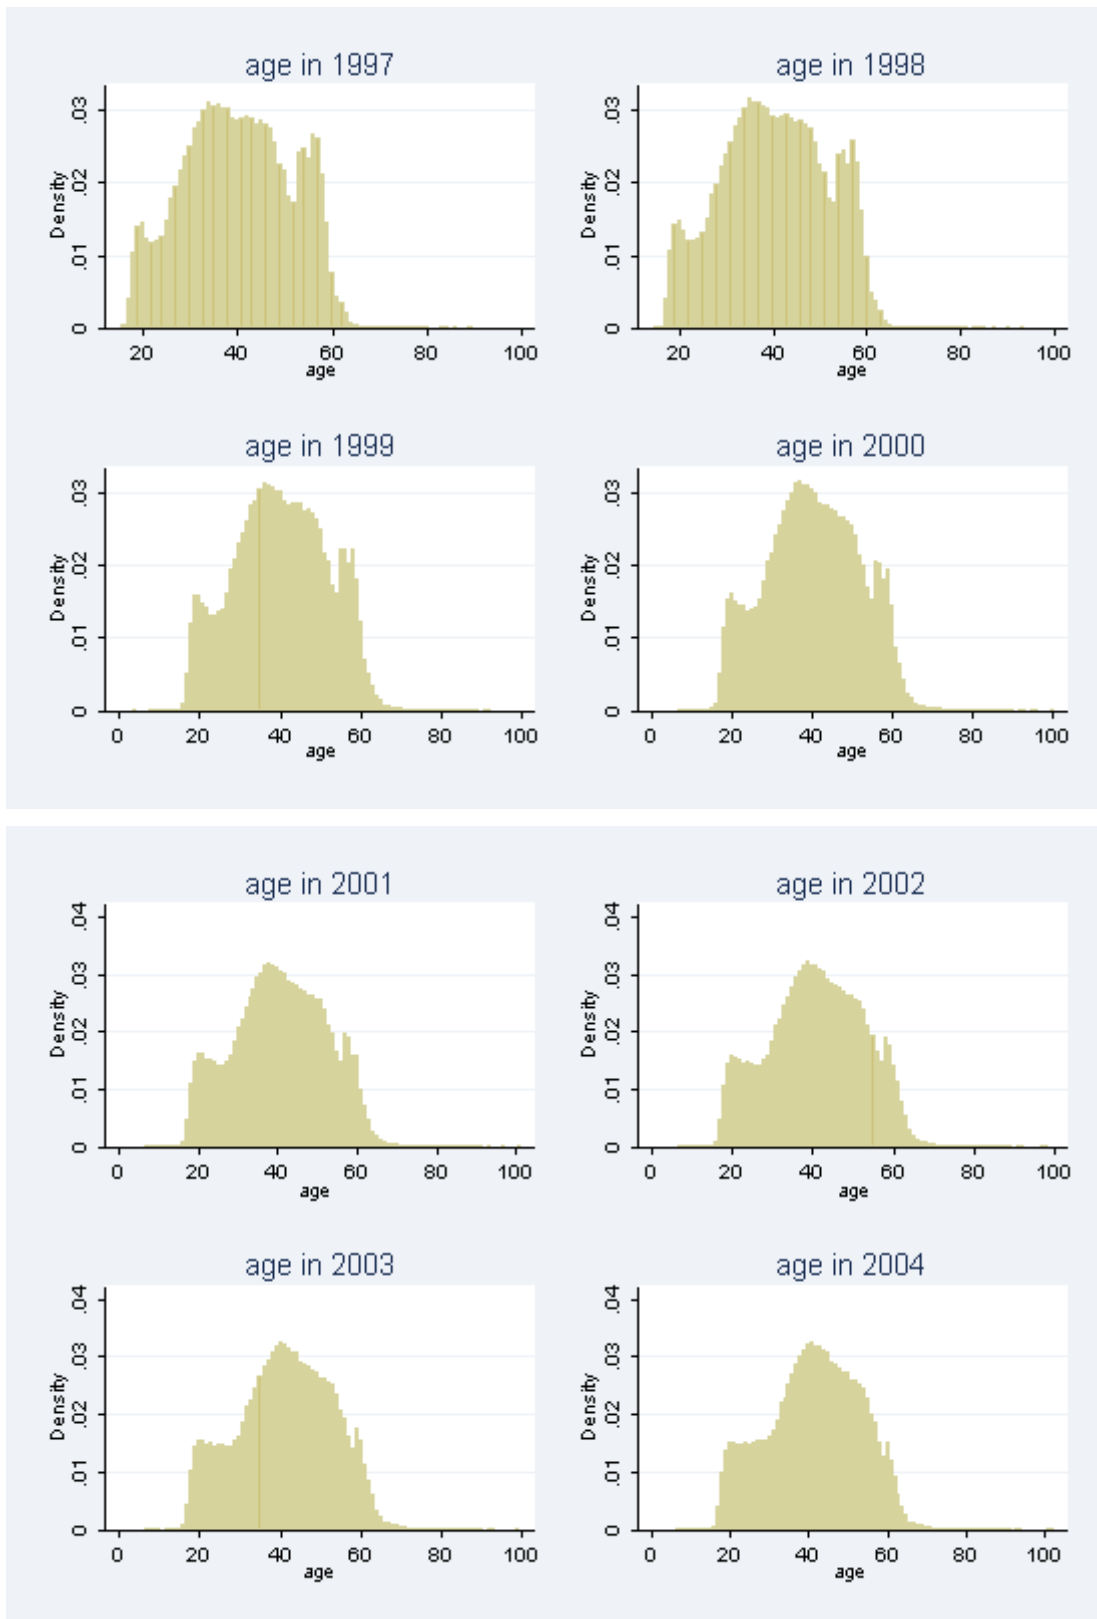 age in 1997
Density
0 .01 .02 .03
20 40 60 80 100
age
age in 1998
Density
0 .01 .02 .03
20 40 60 80 100
age
age in 1999
Density
0 .01 .02 .03
0 20 40 60 80 100
age
age in 2000
Density
0 .01 .02 .03
0 20 40 60 80 100
age
age in 2001
Density
0 .01 .02 .03 .04
0 20 40 60 80 100
age
age in 2002
Density
0 .01 .02 .03 .04
0 20 40 60 80 100
age
age in 2003
Density
0 .01 .02 .03 .04
0 20 40 60 80 100
age
age in 2004
Density
0 .01 .02 .03 .04
0 20 40 60 80 100
age